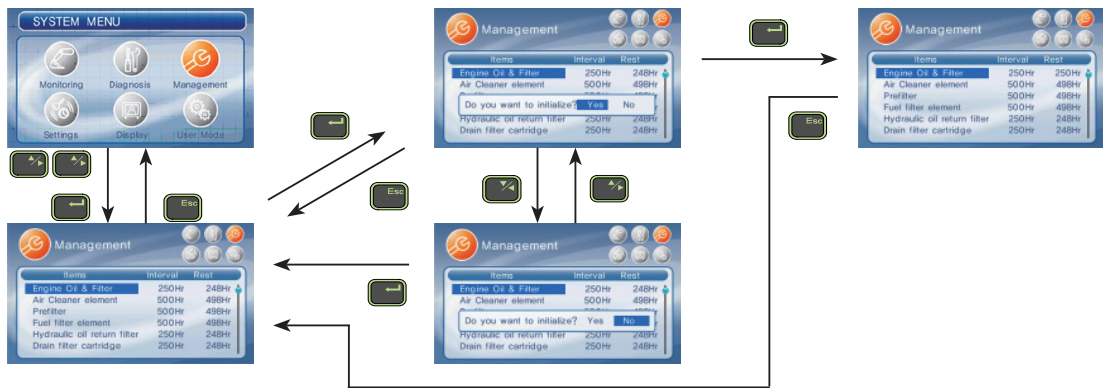 SYSTEM MENU
Monitoring Diagnosis Management
Settings Display User Mode
Esc
Management
Items Interval Rest
Engine Oil & Filter 250Hr 248Hr
Air Cleaner element 500Hr 498Hr
Prefilter 500Hr 498Hr
Fuel filter element 500Hr 498Hr
Hydraulic oil return filter 250Hr 248Hr
Drain filter cartridge 250Hr 248Hr
Esc
Management
Items Interval Rest
Engine Oil & Filter 250Hr 248Hr
Air Cleaner element 500Hr 498Hr
Do you want to initialize? Yes No
Hydraulic oil return filter 250Hr 248Hr
Drain filter cartridge 250Hr 248Hr
Management
Items Interval Rest
Engine Oil & Filter 250Hr 248Hr
Air Cleaner element 500Hr 498Hr
Do you want to initialize? Yes No
Hydraulic oil return filter 250Hr 248Hr
Drain filter cartridge 250Hr 248Hr
Esc
Management
Items Interval Rest
Engine Oil & Filter 250Hr 250Hr
Air Cleaner element 500Hr 498Hr
Prefilter 500Hr 498Hr
Fuel filter element 500Hr 498Hr
Hydraulic oil return filter 250Hr 248Hr
Drain filter cartridge 250Hr 248Hr